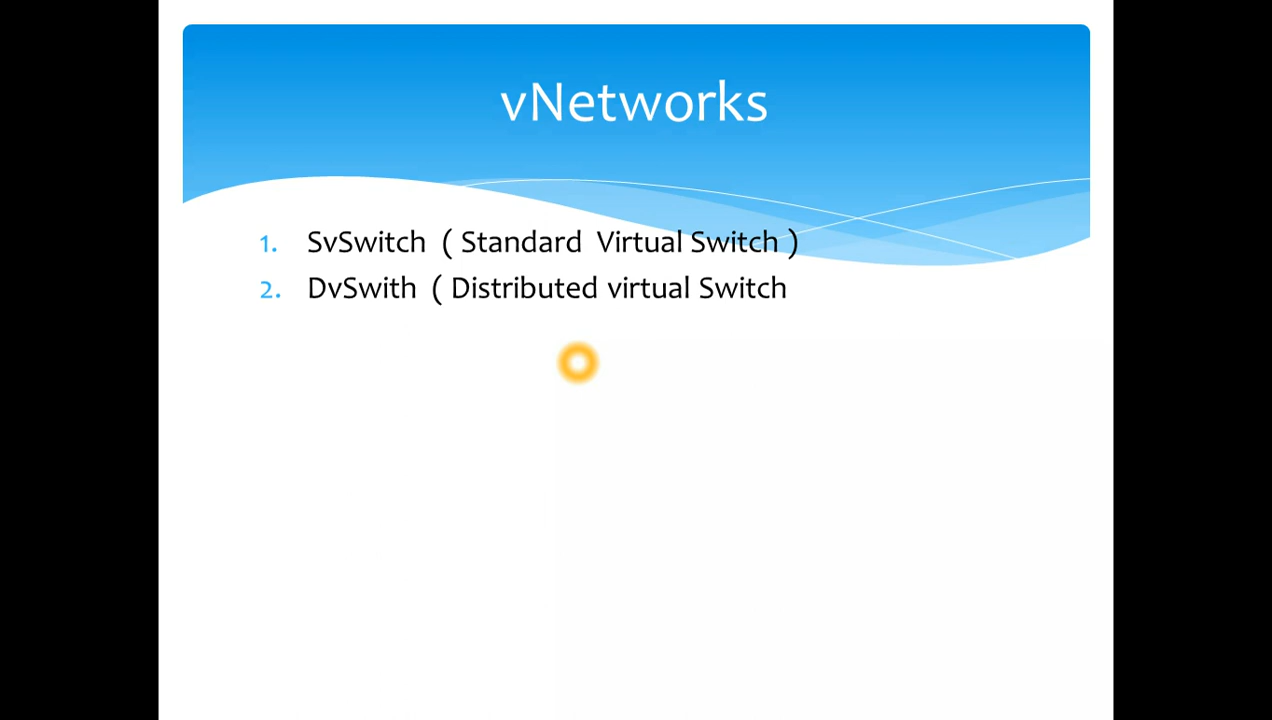 vNetworks
1. SvSwitch ( Standard Virtual Switch )
2. DvSwith ( Distributed virtual Switch